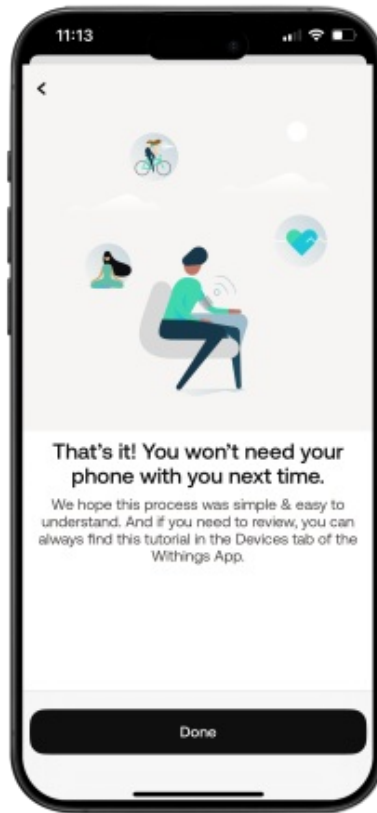 11:13
That's it! You won't need your
phone with you next time.
We hope this process was simple & easy to
understand. And if you need to review, you can
always find this tutorial in the Devices tab of the
Withings App.
Done